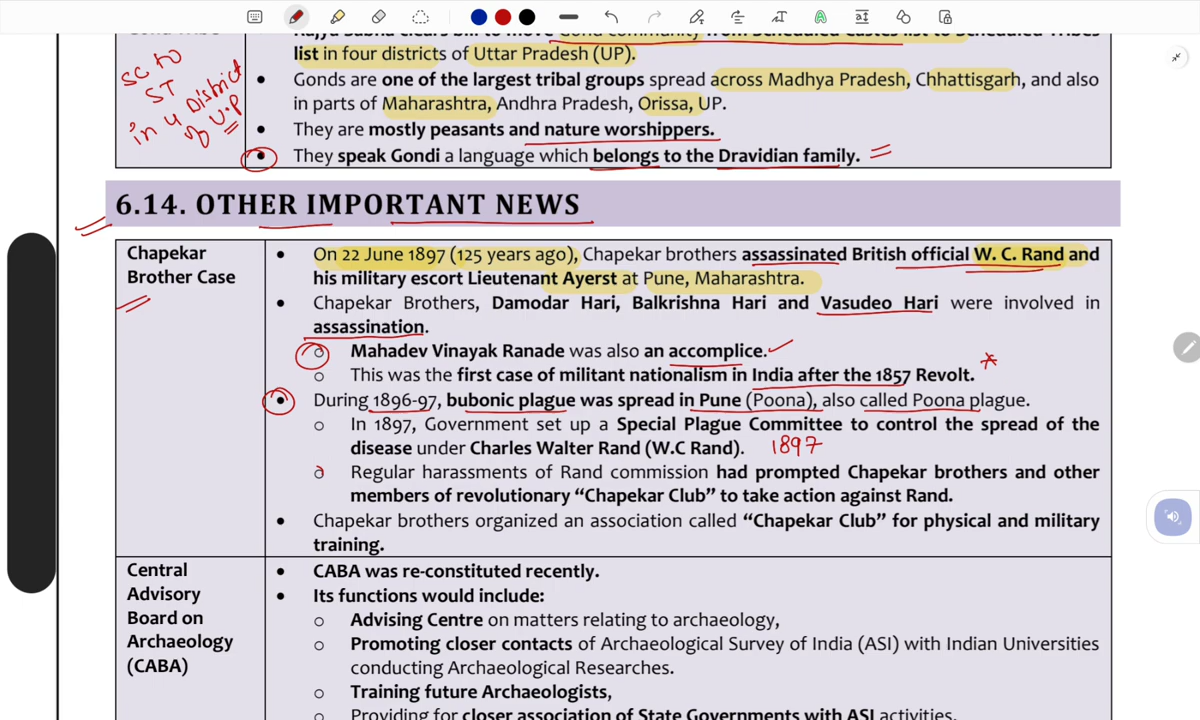 list in four districts of Uttar Pradesh (UP).
SC to
ST
in 4 District
of U.P
• Gonds are one of the largest tribal groups spread across Madhya Pradesh, Chhattisgarh, and also
in parts of Maharashtra, Andhra Pradesh, Orissa, UP.
• They are mostly peasants and nature worshippers.
• They speak Gondi a language which belongs to the Dravidian family.
6.14. OTHER IMPORTANT NEWS
Chapekar
Brother Case
• On 22 June 1897 (125 years ago), Chapekar brothers assassinated British official W. C. Rand and
his military escort Lieutenant Ayerst at Pune, Maharashtra.
• Chapekar Brothers, Damodar Hari, Balkrishna Hari and Vasudeo Hari were involved in
assassination.
o Mahadev Vinayak Ranade was also an accomplice.
o This was the first case of militant nationalism in India after the 1857 Revolt.
• During 1896-97, bubonic plague was spread in Pune (Poona), also called Poona plague.
o In 1897, Government set up a Special Plague Committee to control the spread of the
disease under Charles Walter Rand (W.C Rand). 1897
o Regular harassments of Rand commission had prompted Chapekar brothers and other
members of revolutionary “Chapekar Club” to take action against Rand.
• Chapekar brothers organized an association called “Chapekar Club” for physical and military
training.
Central
Advisory
Board on
Archaeology
(CABA)
• CABA was re-constituted recently.
• Its functions would include:
o Advising Centre on matters relating to archaeology,
o Promoting closer contacts of Archaeological Survey of India (ASI) with Indian Universities
conducting Archaeological Researches.
o Training future Archaeologists,
o Providing for closer association of State Governments with ASI activities.